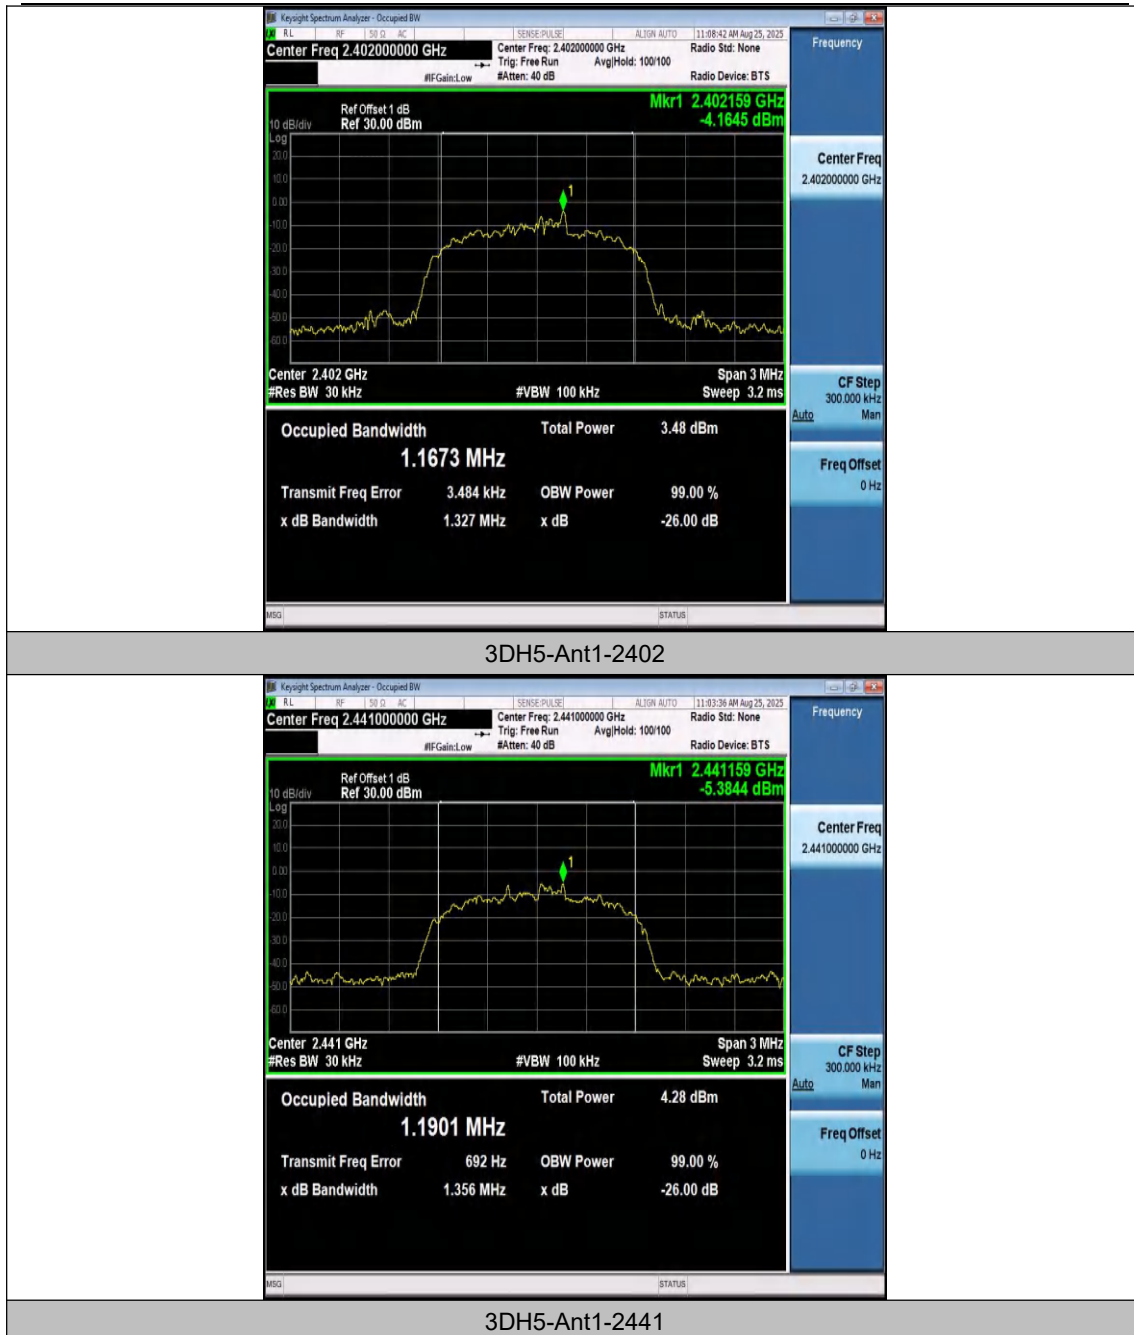 Keysight Spectrum Analyzer - Occupied BW
RL RF 50 Ω AC SENSE:PULSE ALIGN AUTO 11:08:42 AM Aug 25, 2025
Center Freq 2.402000000 GHz Center Freq: 2.402000000 GHz Radio Std: None Frequency
Trig: Free Run Avg|Hold: 100/100
#IFGain:Low #Atten: 40 dB Radio Device: BTS
Mkr1 2.402159 GHz
Ref Offset 1 dB
10 dB/div Ref 30.00 dBm -4.1645 dBm
Log
20.0
10.0
0.00
-10.0
-20.0
-30.0
-40.0
-50.0
-60.0
1
Center Freq
2.402000000 GHz
Center 2.402 GHz Span 3 MHz
#Res BW 30 kHz #VBW 100 kHz Sweep 3.2 ms
CF Step
300.000 kHz
Auto Man
Occupied Bandwidth Total Power 3.48 dBm
1.1673 MHz
Transmit Freq Error 3.484 kHz OBW Power 99.00 %
x dB Bandwidth 1.327 MHz x dB -26.00 dB
Freq Offset
0 Hz
MSG STATUS
3DH5-Ant1-2402
Keysight Spectrum Analyzer - Occupied BW
RL RF 50 Ω AC SENSE:PULSE ALIGN AUTO 11:03:36 AM Aug 25, 2025
Center Freq 2.441000000 GHz Center Freq: 2.441000000 GHz Radio Std: None Frequency
Trig: Free Run Avg|Hold: 100/100
#IFGain:Low #Atten: 40 dB Radio Device: BTS
Mkr1 2.441159 GHz
Ref Offset 1 dB
10 dB/div Ref 30.00 dBm -5.3844 dBm
Log
20.0
10.0
0.00
-10.0
-20.0
-30.0
-40.0
-50.0
-60.0
1
Center Freq
2.441000000 GHz
Center 2.441 GHz Span 3 MHz
#Res BW 30 kHz #VBW 100 kHz Sweep 3.2 ms
CF Step
300.000 kHz
Auto Man
Occupied Bandwidth Total Power 4.28 dBm
1.1901 MHz
Transmit Freq Error 692 Hz OBW Power 99.00 %
x dB Bandwidth 1.356 MHz x dB -26.00 dB
Freq Offset
0 Hz
MSG STATUS
3DH5-Ant1-2441